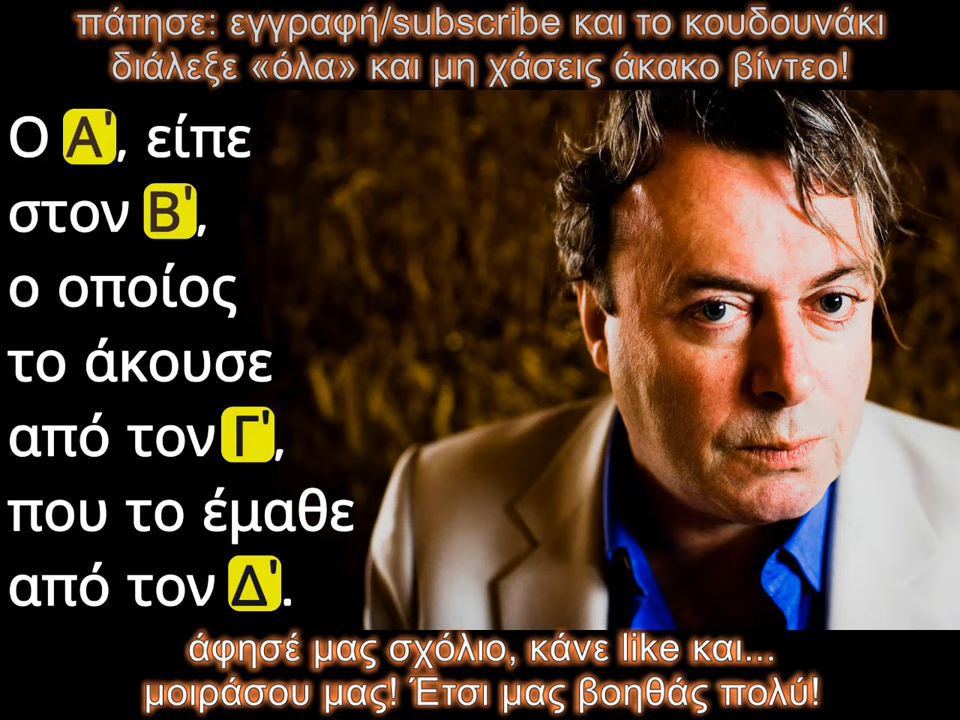 πάτησε: εγγραφή/subscribe και το κουδουνάκι
διάλεξε «όλα» και μη χάσεις άκακο βίντεο!
Ο Α', είπε
στον Β',
ο οποίος
το άκουσε
από τον Γ',
που το έμαθε
από τον Δ'.
άφησέ μας σχόλιο, κάνε like και...
μοιράσου μας! Έτσι μας βοηθάς πολύ!